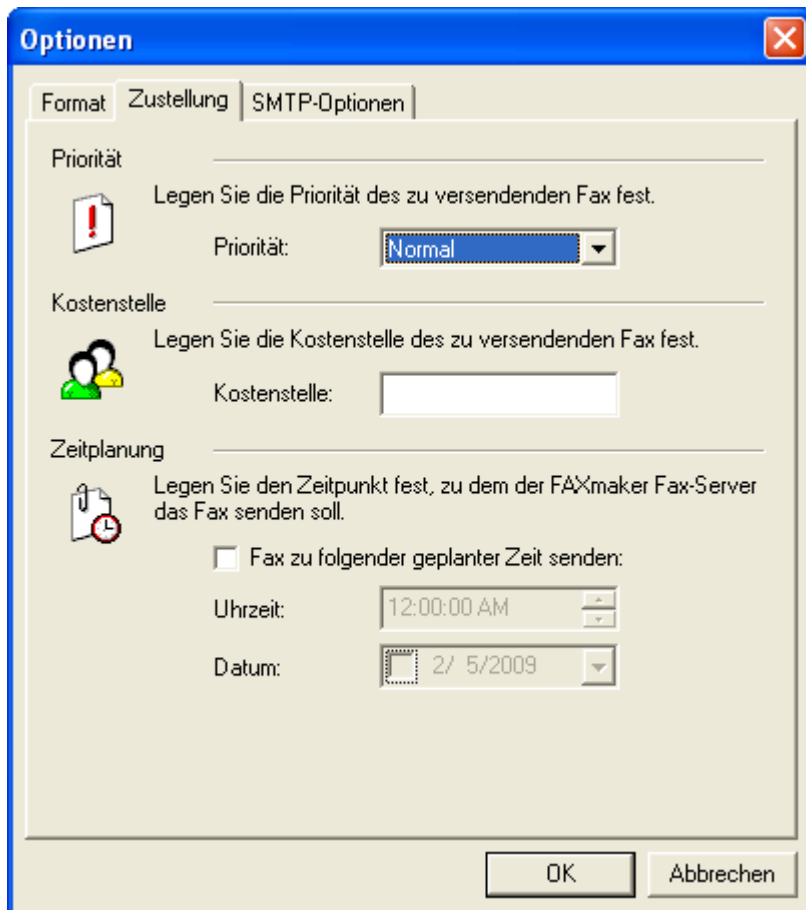 Optionen
Format Zustellung SMTP-Optionen
Priorität
Legen Sie die Priorität des zu versendenden Fax fest.
Priorität: Normal
Kostenstelle
Legen Sie die Kostenstelle des zu versendenden Fax fest.
Kostenstelle:
Zeitplanung
Legen Sie den Zeitpunkt fest, zu dem der FAXmaker Fax-Server
das Fax senden soll.
Fax zu folgender geplanter Zeit senden:
Uhrzeit: 12:00:00 AM
Datum: 2/ 5/2009
OK Abbrechen